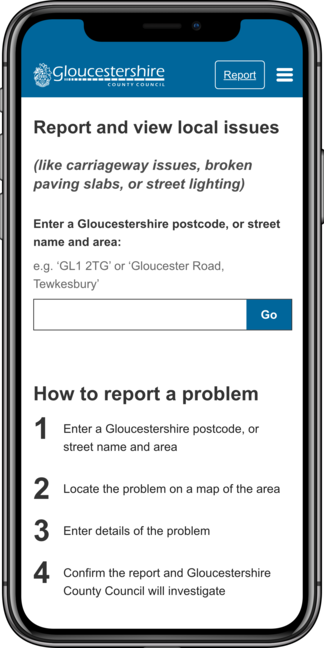 Gloucestershire
COUNTY COUNCIL
Report
Report and view local issues
(like carriageway issues, broken
paving slabs, or street lighting)
Enter a Gloucestershire postcode, or street
name and area:
e.g. ‘GL1 2TG’ or ‘Gloucester Road,
Tewkesbury’
Go
How to report a problem
1 Enter a Gloucestershire postcode, or
street name and area
2 Locate the problem on a map of the area
3 Enter details of the problem
4 Confirm the report and Gloucestershire
County Council will investigate